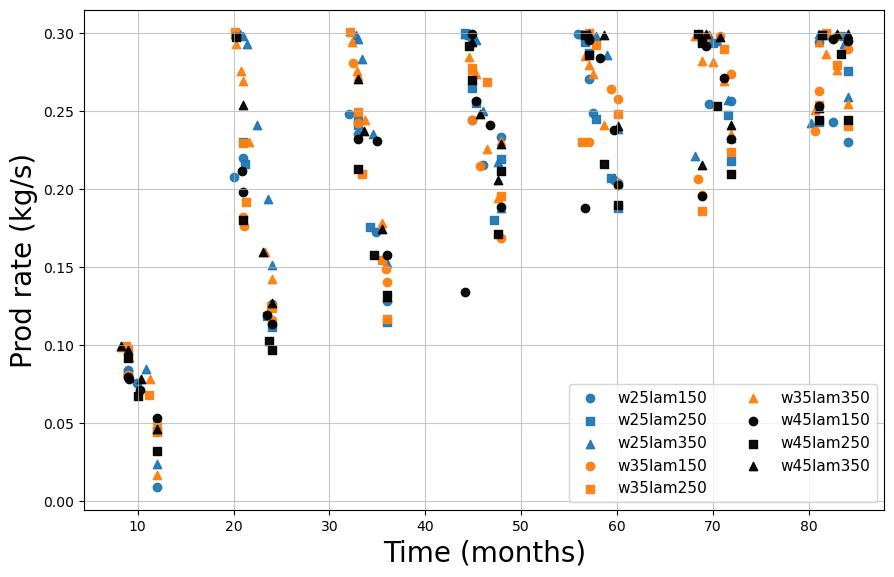 0.30
0.25
0.20
0.15
0.10
0.05
0.00
Prod rate (kg/s)
10 20 30 40 50 60 70 80
Time (months)
w25lam150
w25lam250
w25lam350
w35lam150
w35lam250
w35lam350
w45lam150
w45lam250
w45lam350